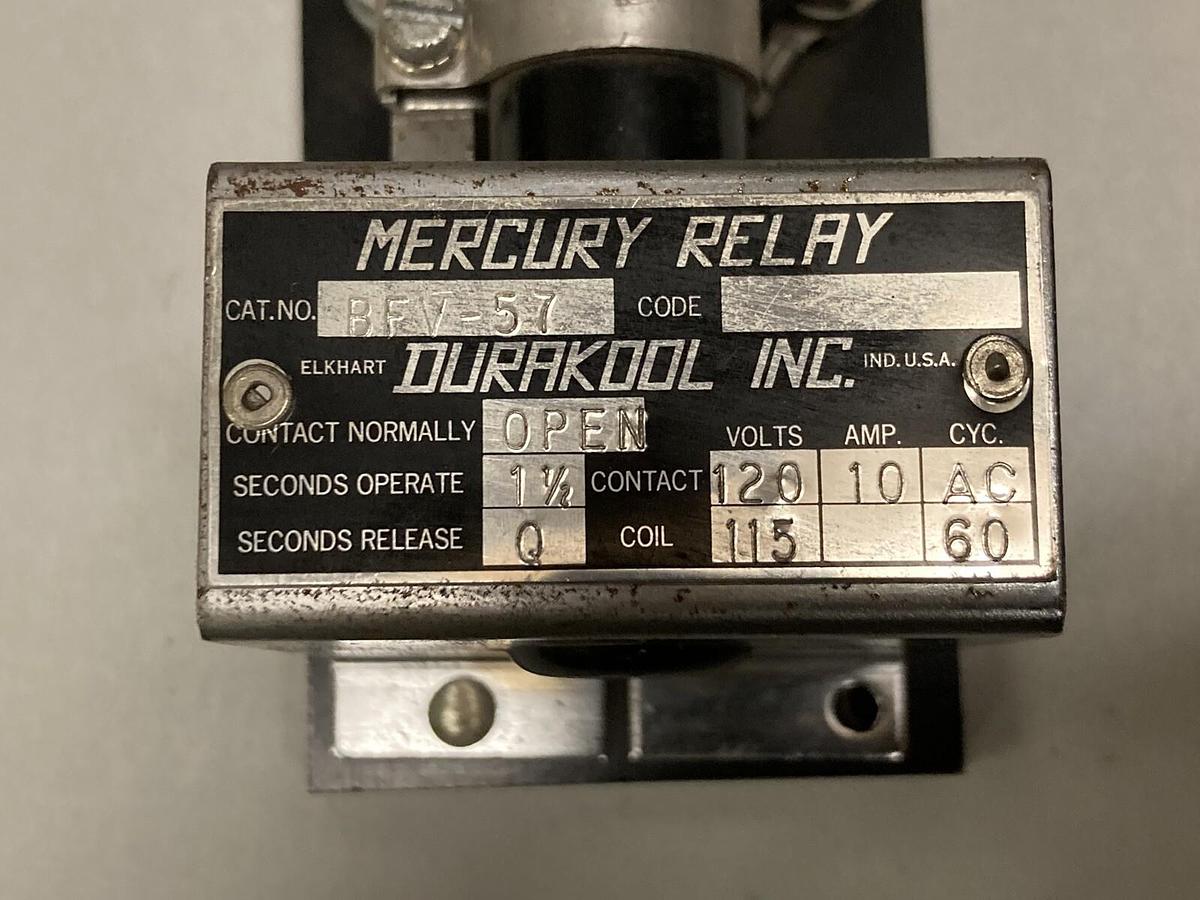 MERCURY RELAY
CAT.NO. BFV-57 CODE
ELKHART DURAKOOL INC. IND. U.S.A.
CONTACT NORMALLY OPEN VOLTS AMP. CYC.
SECONDS OPERATE 1½ CONTACT 120 10 AC
SECONDS RELEASE Q COIL 115 60